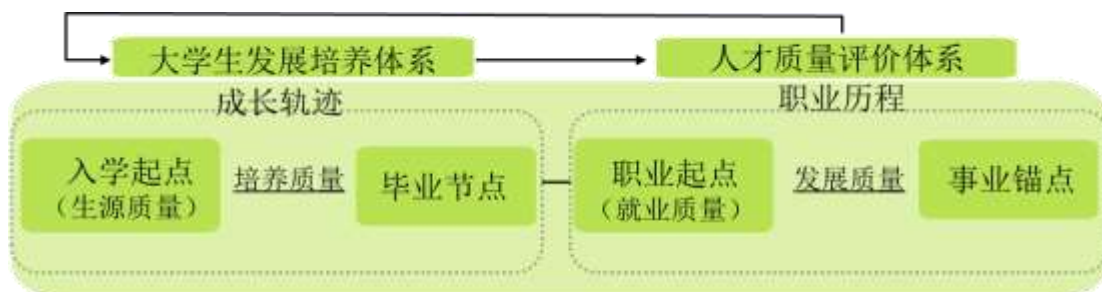 大学生发展培养体系
人才质量评价体系
成长轨迹
职业历程
入学起点
（生源质量）
培养质量
毕业节点
职业起点
（就业质量）
发展质量
事业锚点